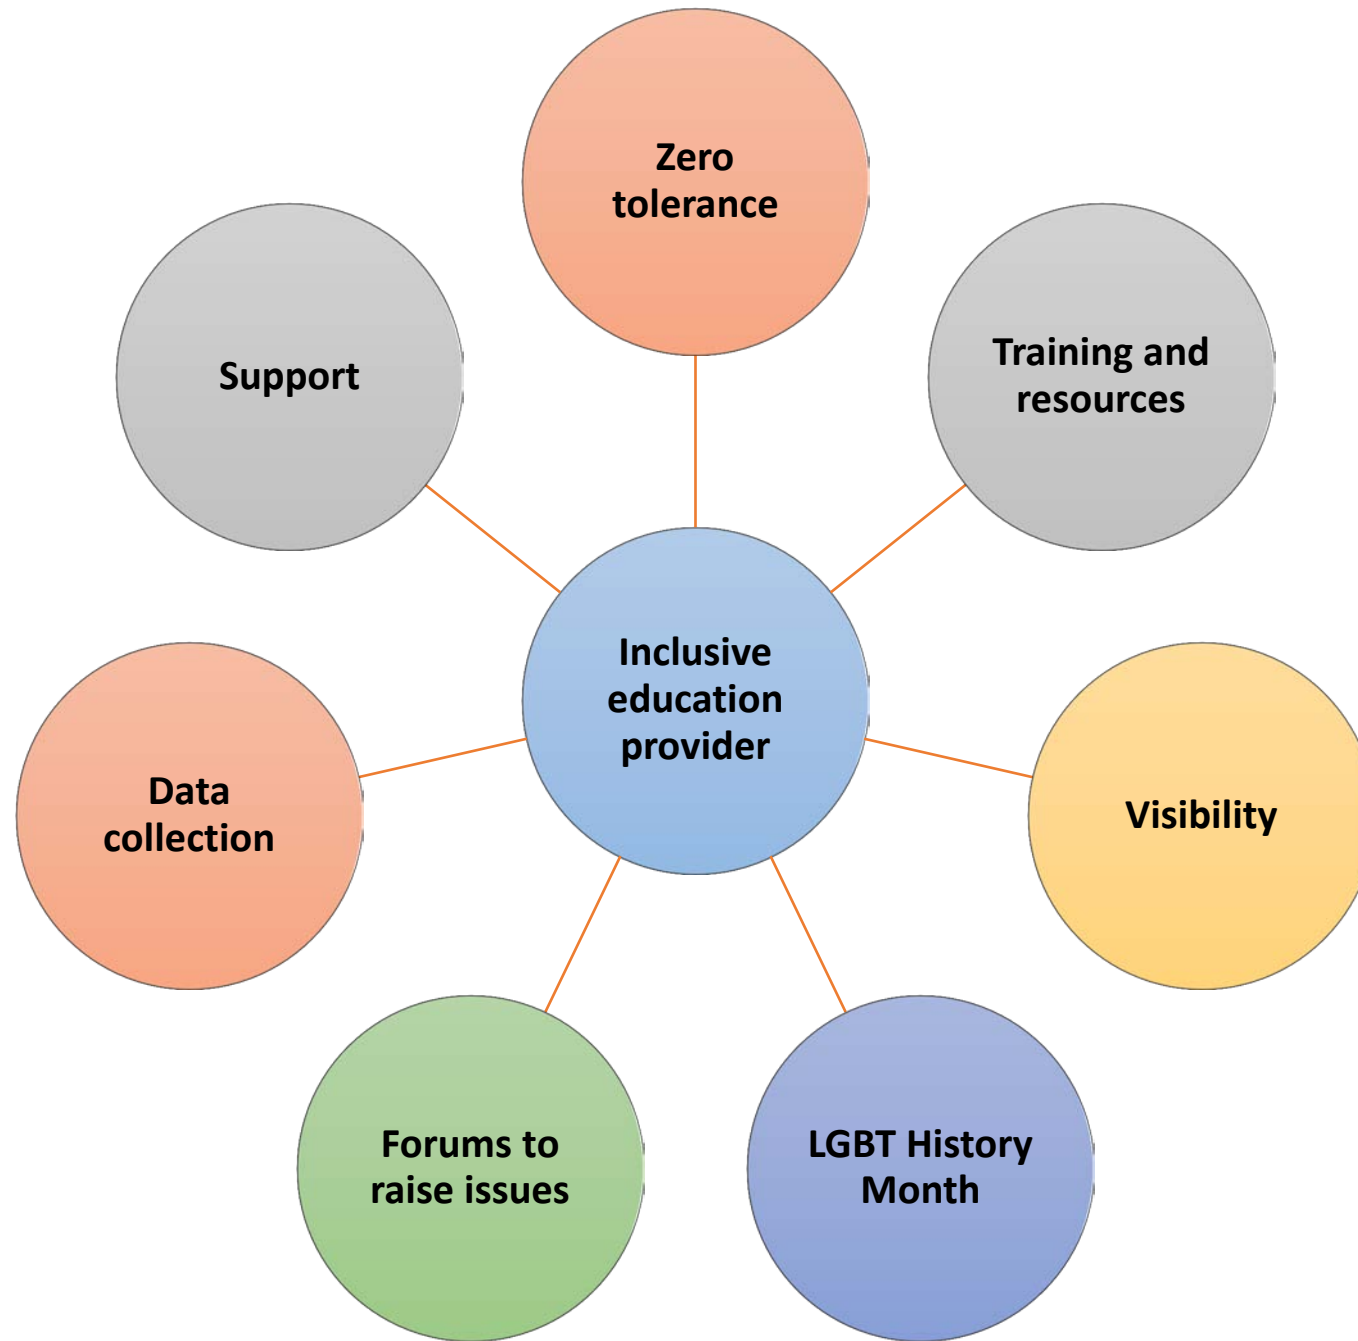 Zero
tolerance
Support
Training and
resources
Inclusive
education
provider
Data
collection
Visibility
Forums to
raise issues
LGBT History
Month